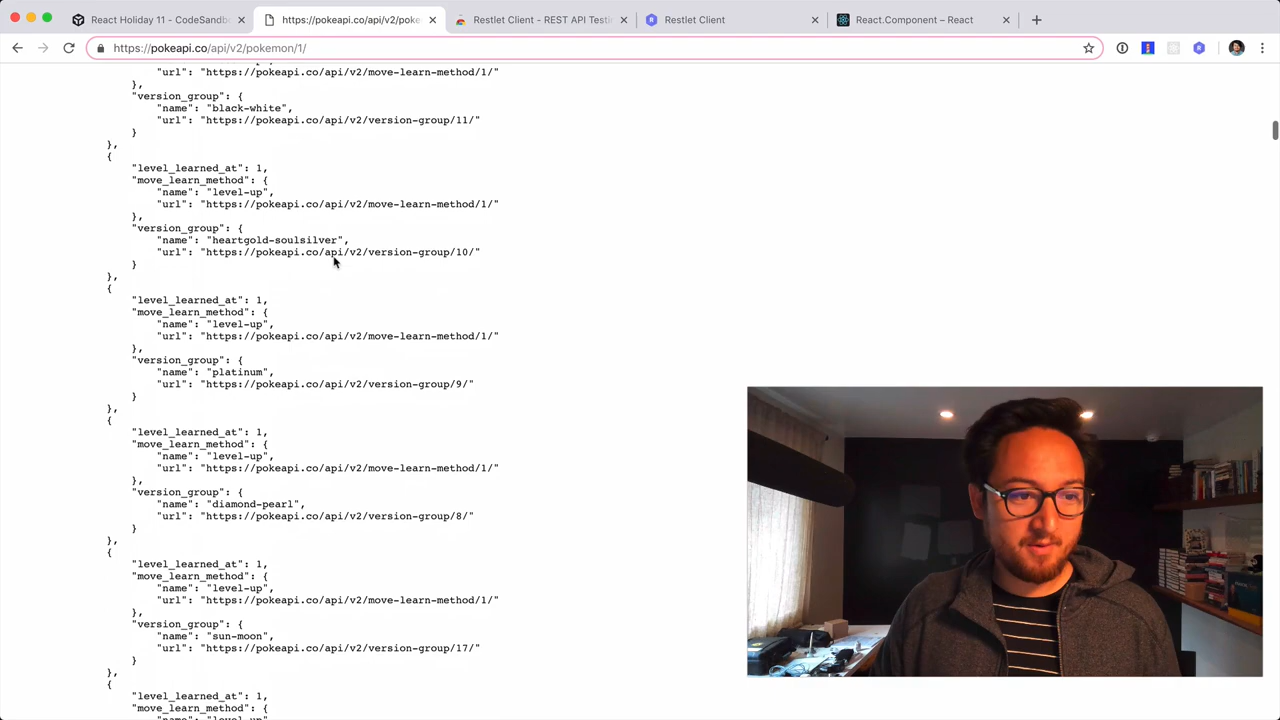 React Holiday 11 - CodeSandb
https://pokeapi.co/api/v2/poke
Restlet Client - REST API Testi
Restlet Client
React.Component – React
https://pokeapi.co/api/v2/pokemon/1/
"url": "https://pokeapi.co/api/v2/move-learn-method/1/"
},
"version_group": {
"name": "black-white",
"url": "https://pokeapi.co/api/v2/version-group/11/"
}
},
{
"level_learned_at": 1,
"move_learn_method": {
"name": "level-up",
"url": "https://pokeapi.co/api/v2/move-learn-method/1/"
},
"version_group": {
"name": "heartgold-soulsilver",
"url": "https://pokeapi.co/api/v2/version-group/10/"
}
},
{
"level_learned_at": 1,
"move_learn_method": {
"name": "level-up",
"url": "https://pokeapi.co/api/v2/move-learn-method/1/"
},
"version_group": {
"name": "platinum",
"url": "https://pokeapi.co/api/v2/version-group/9/"
}
},
{
"level_learned_at": 1,
"move_learn_method": {
"name": "level-up",
"url": "https://pokeapi.co/api/v2/move-learn-method/1/"
},
"version_group": {
"name": "diamond-pearl",
"url": "https://pokeapi.co/api/v2/version-group/8/"
}
},
{
"level_learned_at": 1,
"move_learn_method": {
"name": "level-up",
"url": "https://pokeapi.co/api/v2/move-learn-method/1/"
},
"version_group": {
"name": "sun-moon",
"url": "https://pokeapi.co/api/v2/version-group/17/"
}
},
{
"level_learned_at": 1,
"move_learn_method": {
"name": "level-up",